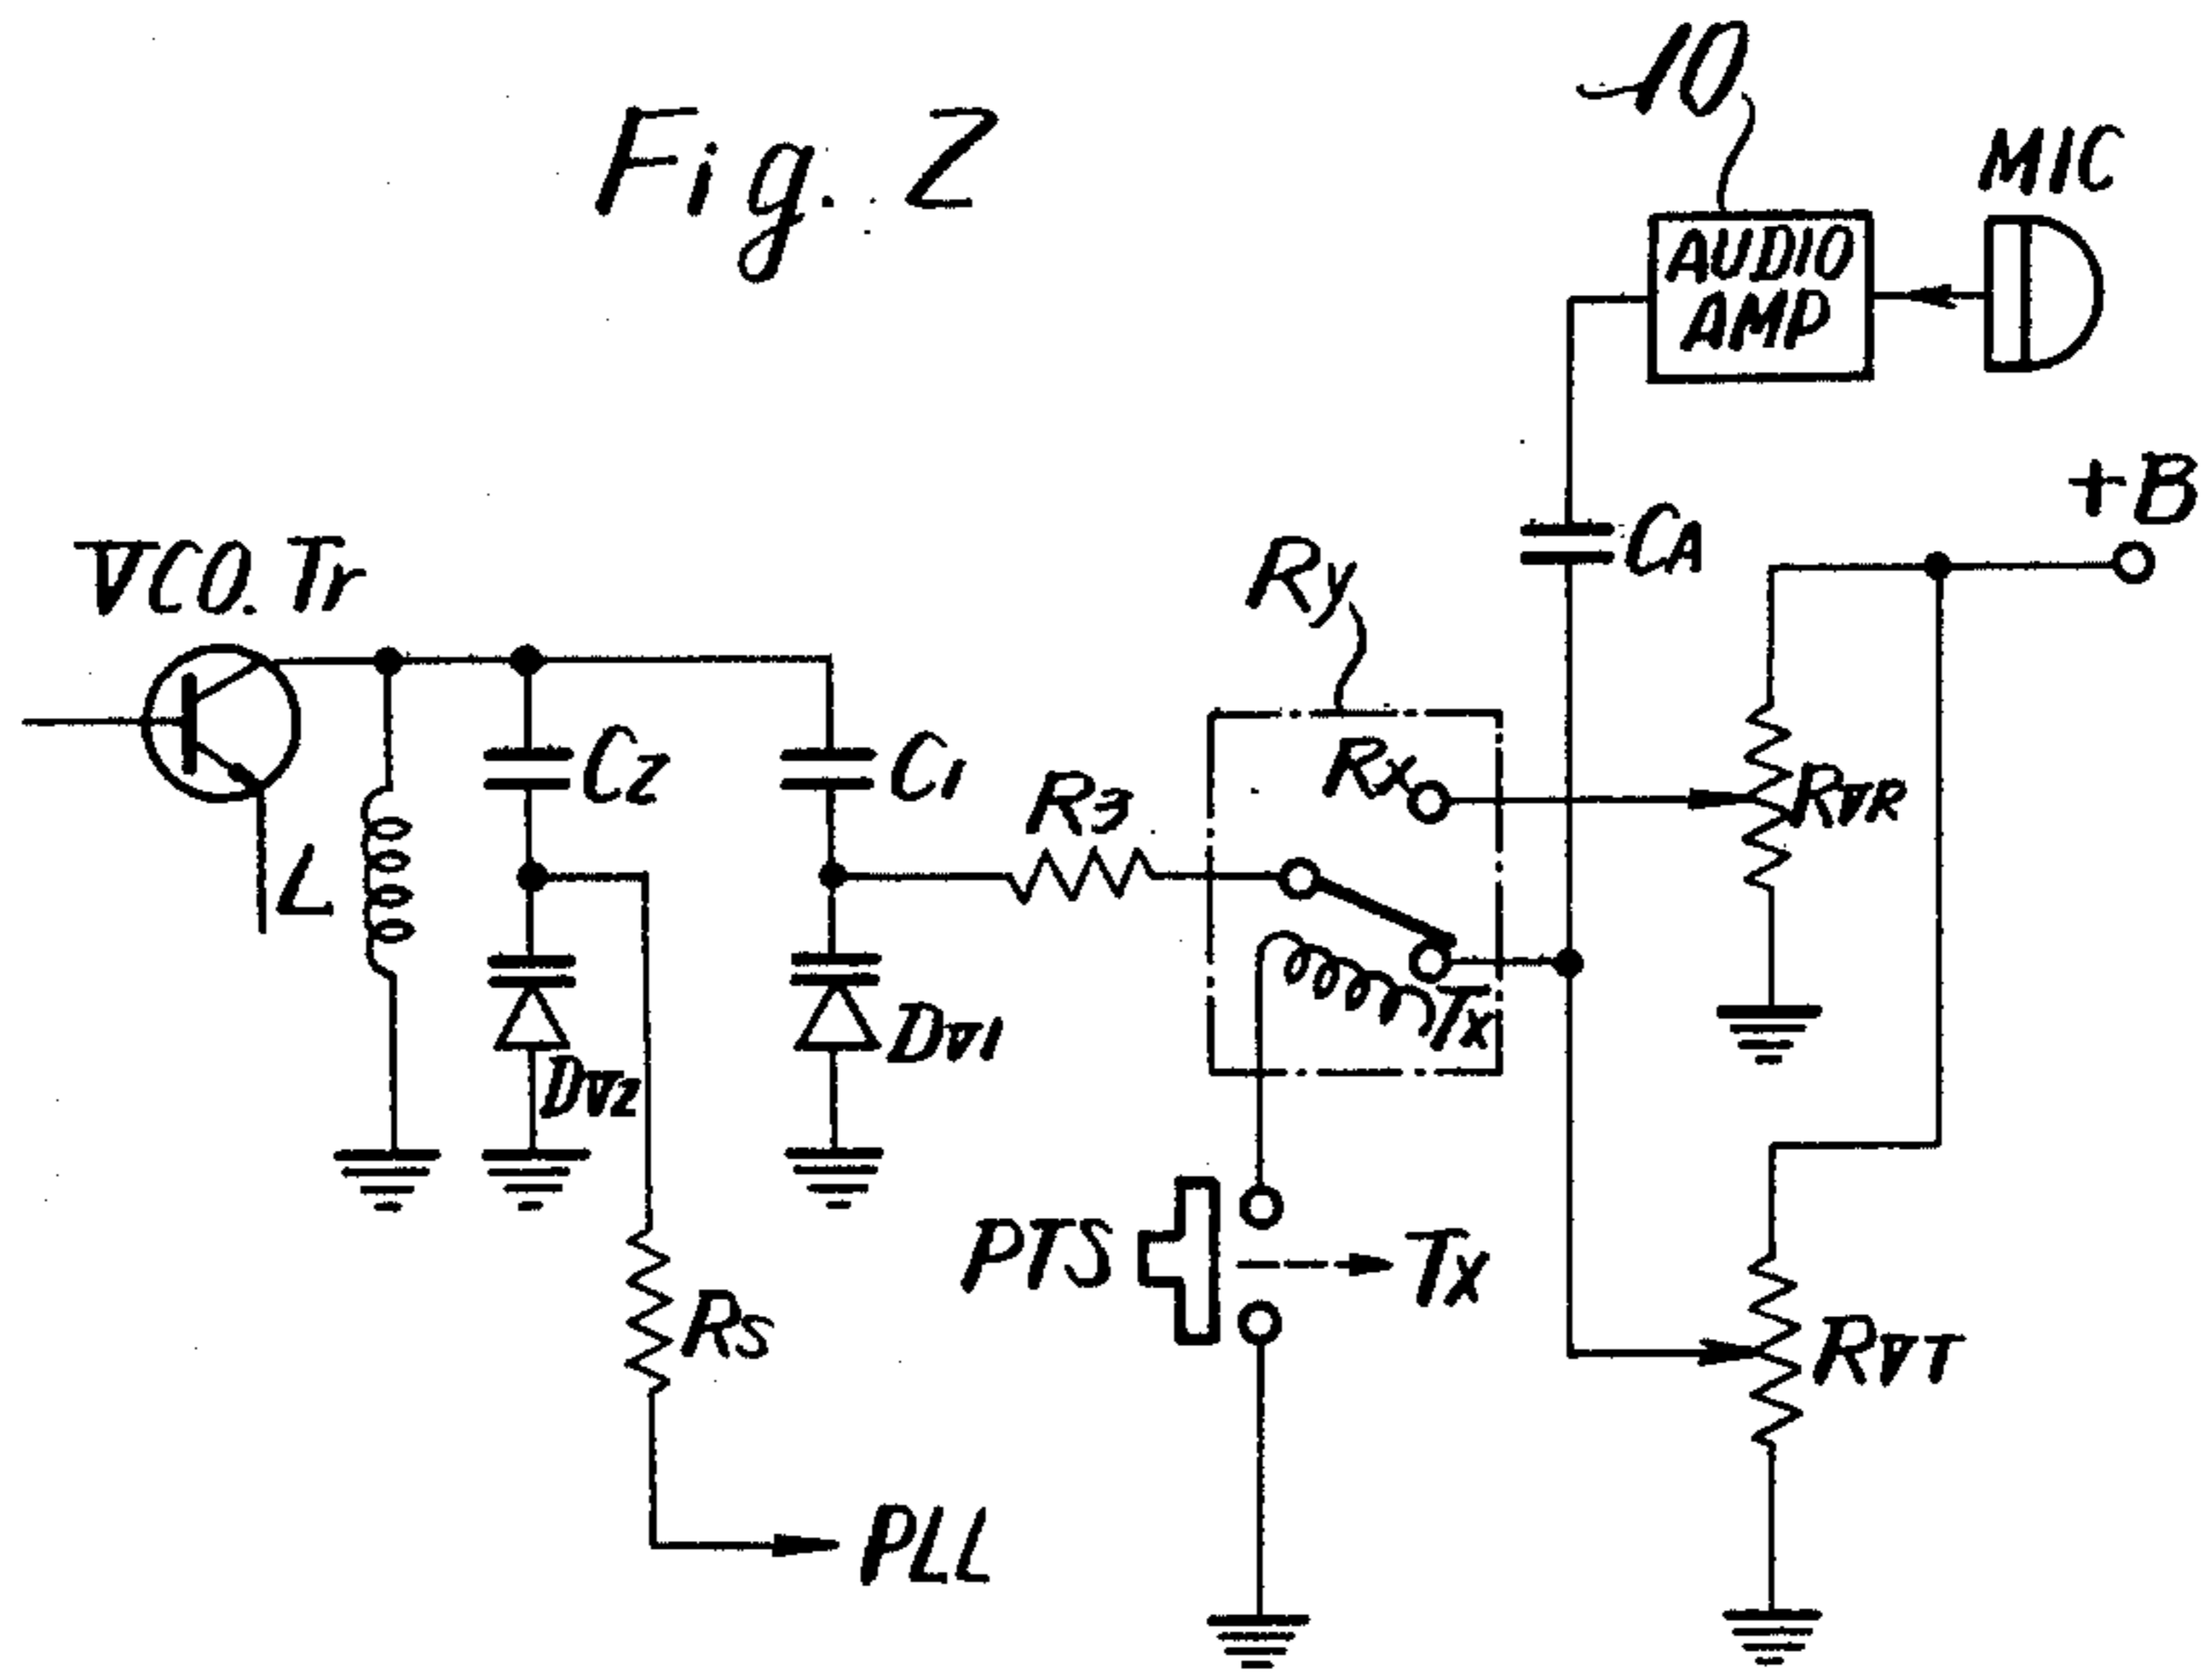 Fig. 2
10
MIC
AUDIO
AMP
+B
CA
Ry
VCO. Tr
Rx
C2
C1
R3
RVR
L
Tx
DV1
DV2
PTS
Tx
RS
RVT
PLL